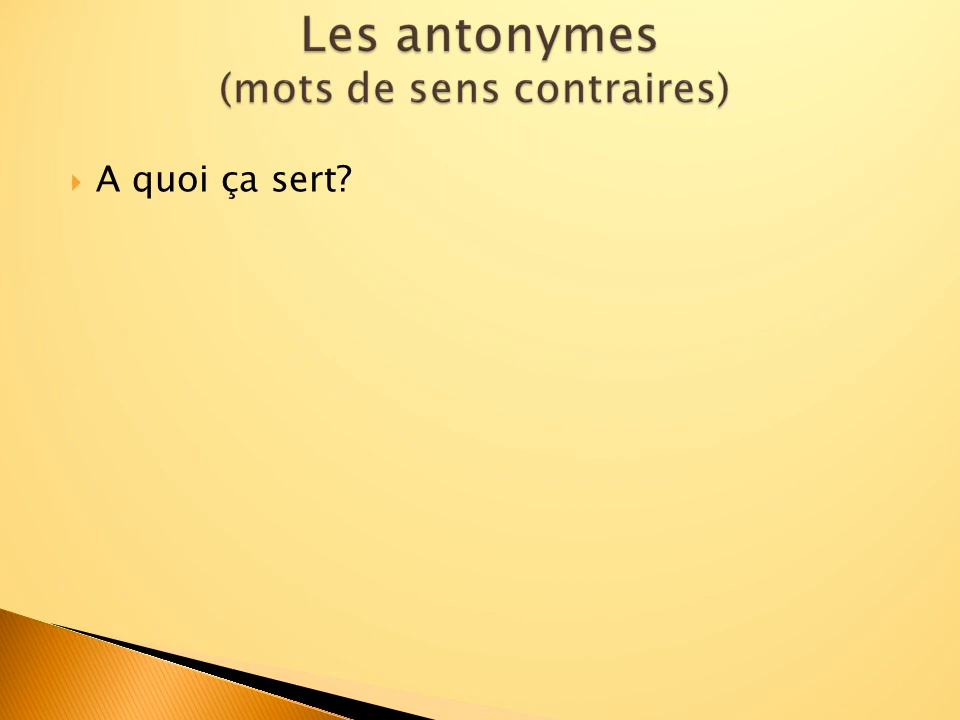 Les antonymes
(mots de sens contraires)
A quoi ça sert?